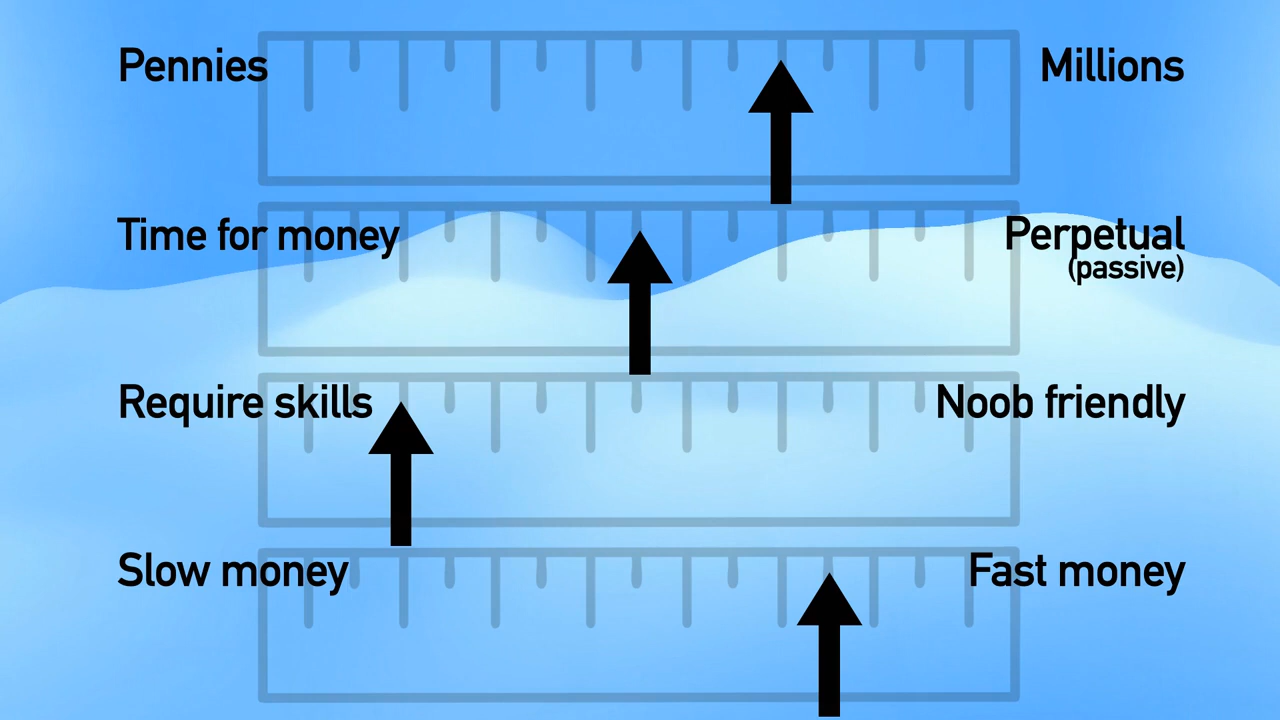 Pennies Millions
Time for money Perpetual
(passive)
Require skills Noob friendly
Slow money Fast money